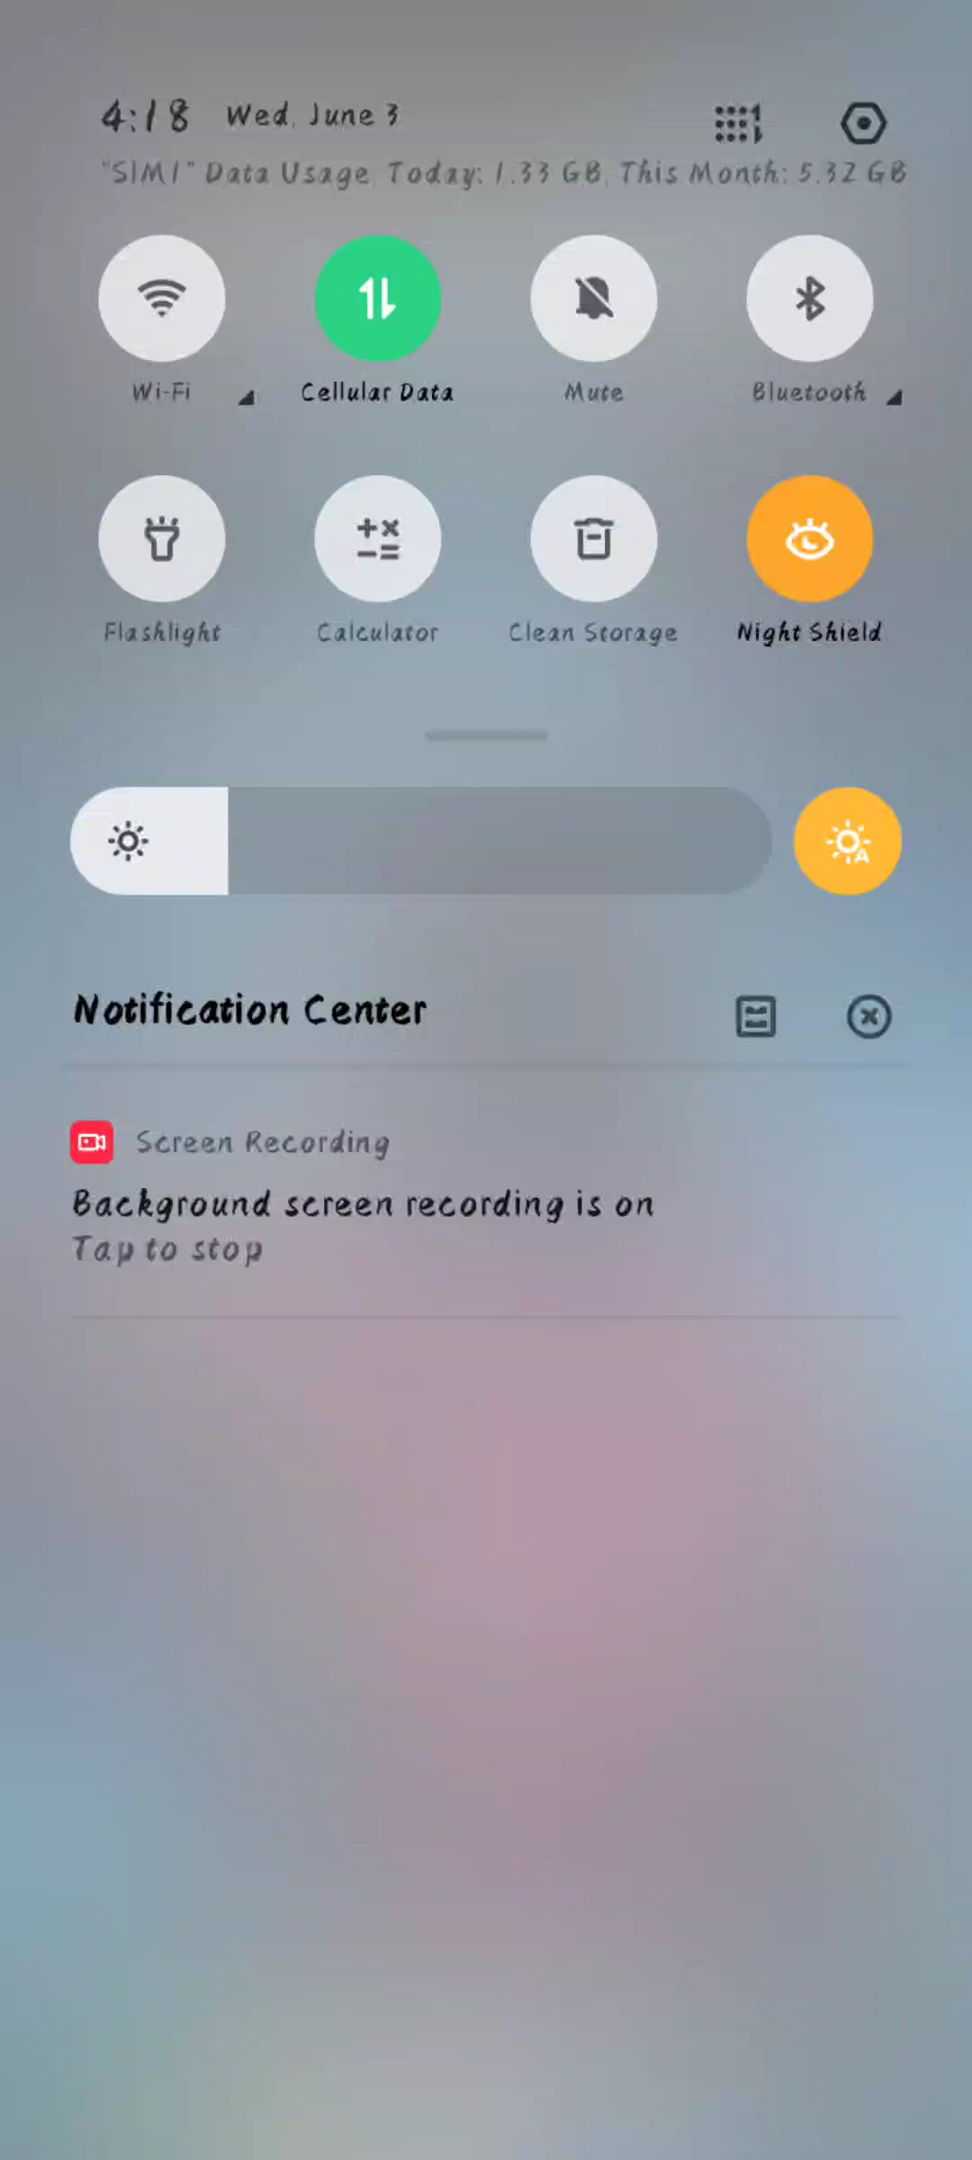 4:18 Wed, June 3
"SIM1" Data Usage, Today: 1.33 GB, This Month: 5.32 GB
Wi-Fi Cellular Data Mute Bluetooth
Flashlight Calculator Clean Storage Night Shield
Notification Center
Screen Recording
Background screen recording is on
Tap to stop